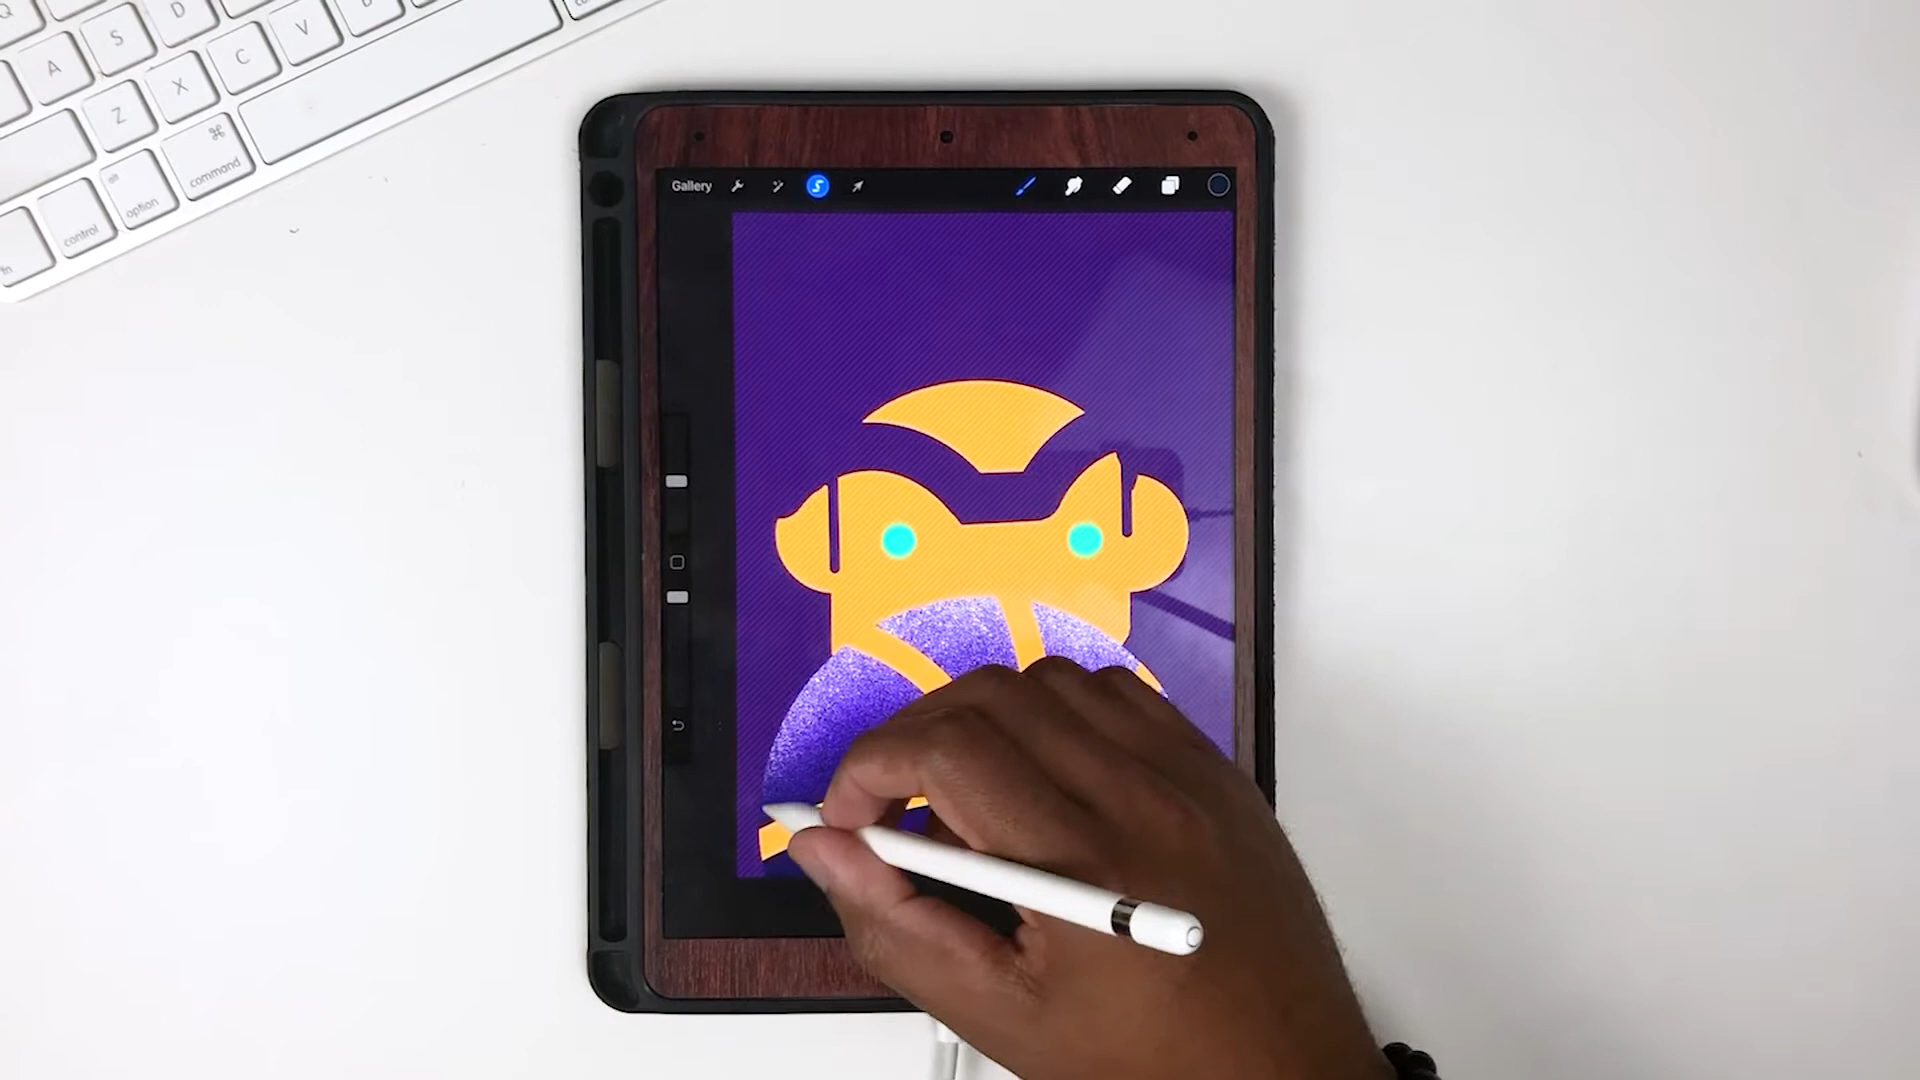 Q
A S D
Z X C V B
⌘
command
alt
option
control
fn
Gallery